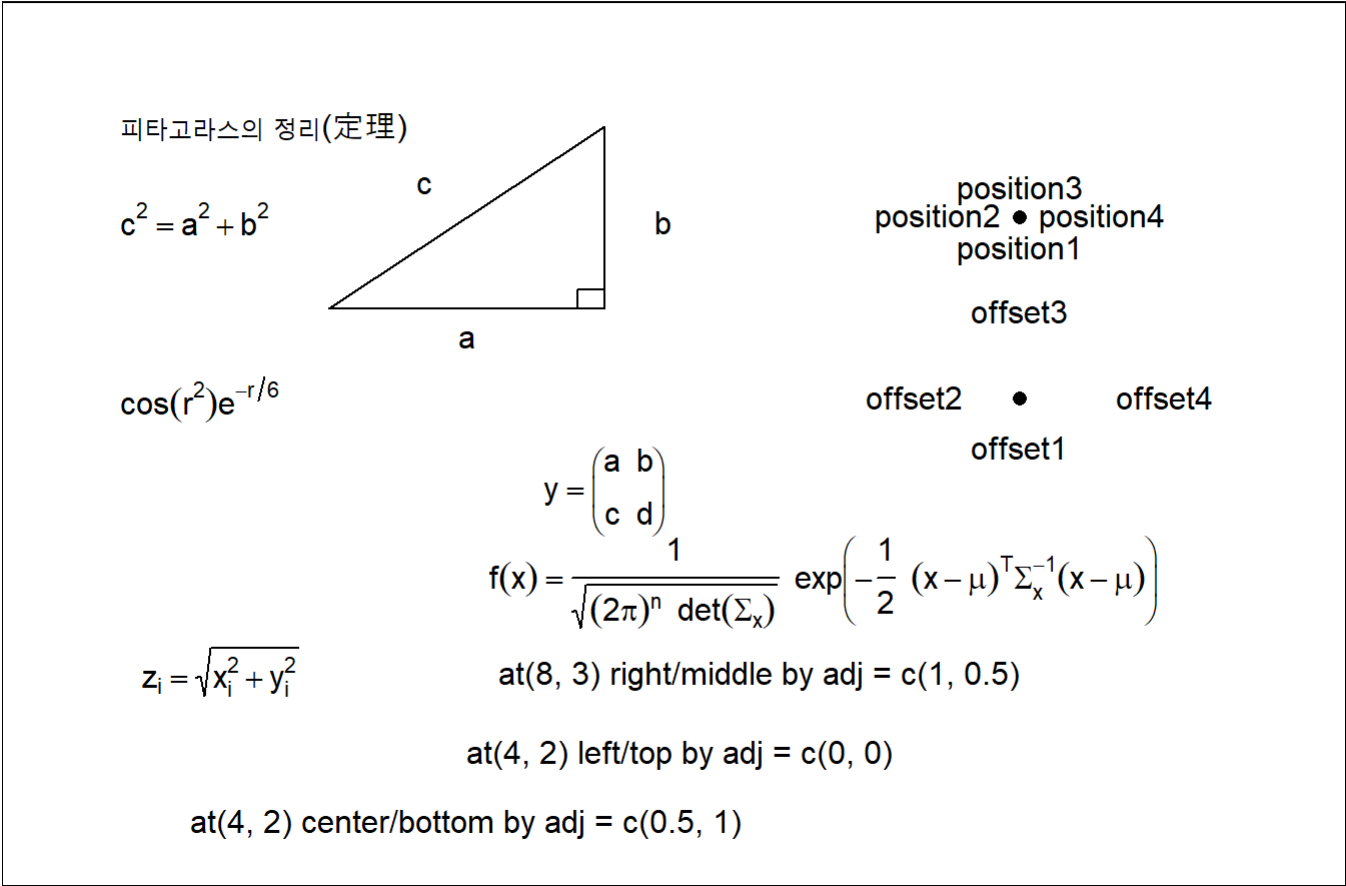 피타고라스의 정리(定理)
c
c² = a² + b²
b
a
position3
position2 ● position4
position1
offset3
cos(r²)e^(−r/6)
offset2 ● offset4
offset1
y = (a b
c d)
f(x) = 1/√((2π)ⁿ det(Σₓ)) exp(−1/2 (x − μ)ᵀΣₓ⁻¹(x − μ))
zᵢ = √(xᵢ² + yᵢ²)
at(8, 3) right/middle by adj = c(1, 0.5)
at(4, 2) left/top by adj = c(0, 0)
at(4, 2) center/bottom by adj = c(0.5, 1)